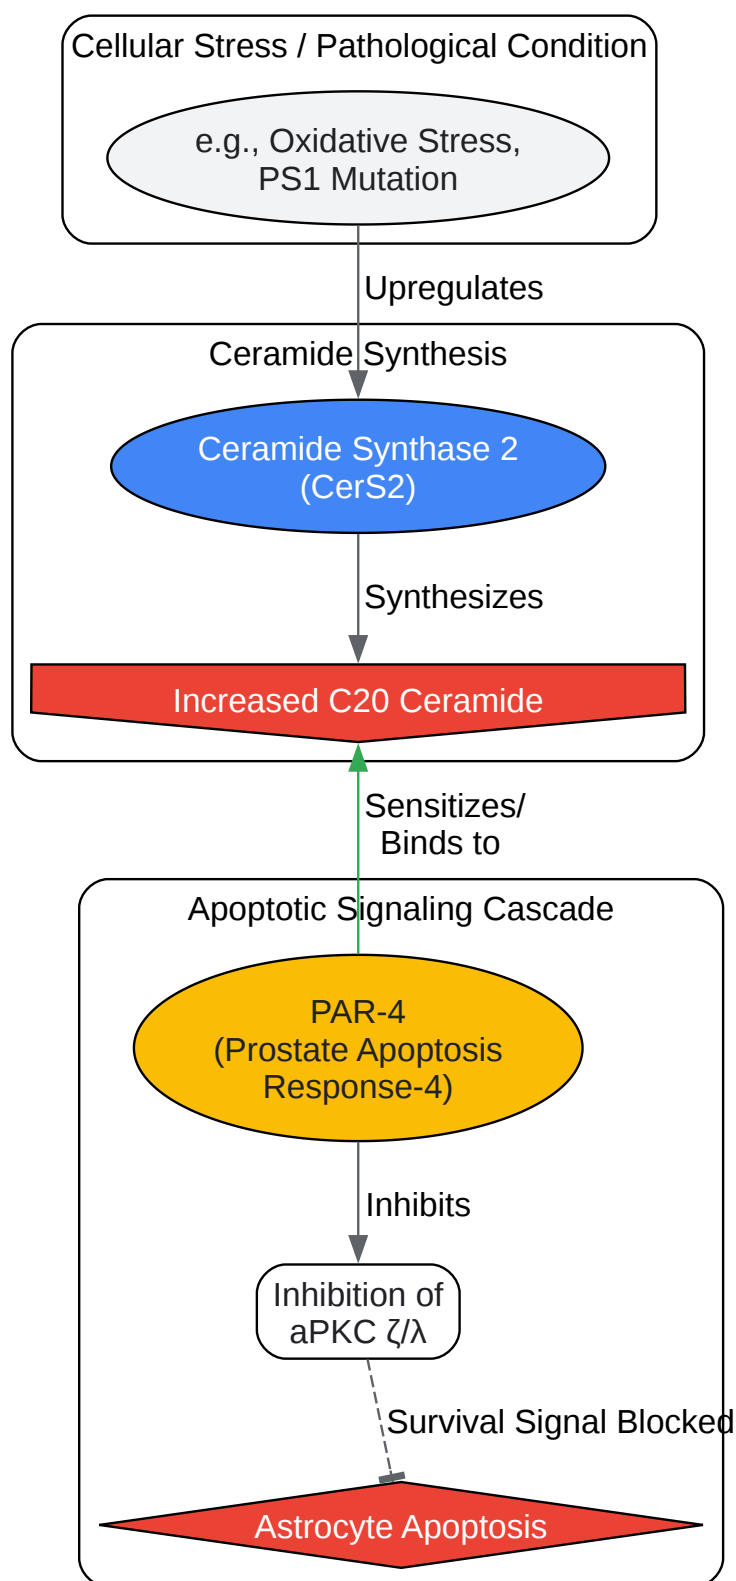 Cellular Stress / Pathological Condition
e.g., Oxidative Stress,
PS1 Mutation
Upregulates
Ceramide Synthesis
Ceramide Synthase 2
(CerS2)
Synthesizes
Increased C20 Ceramide
Sensitizes/
Binds to
Apoptotic Signaling Cascade
PAR-4
(Prostate Apoptosis
Response-4)
Inhibits
Inhibition of
aPKC ζ/λ
Survival Signal Blocked
Astrocyte Apoptosis